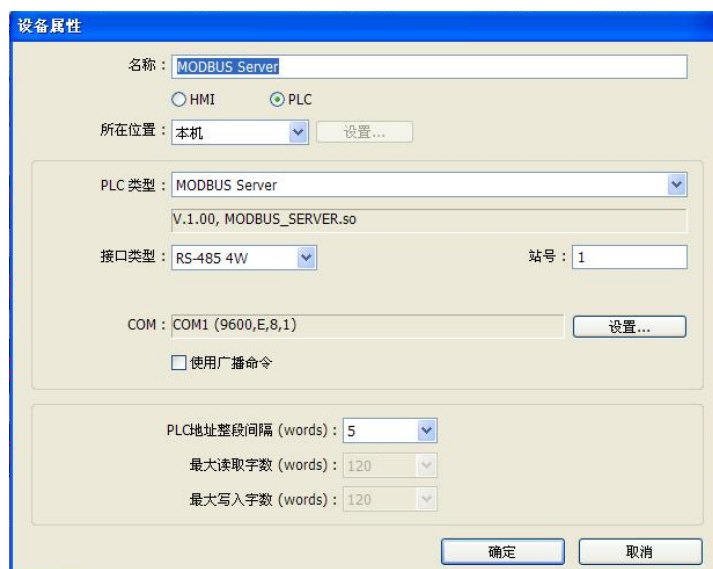 设备属性
名称 : MODBUS Server
HMI PLC
所在位置 : 本机 设置...
PLC 类型 : MODBUS Server
V.1.00, MODBUS_SERVER.so
接口类型 : RS-485 4W 站号 : 1
COM : COM1 (9600,E,8,1) 设置...
使用广播命令
PLC地址整段间隔 (words) : 5
最大读取字数 (words) : 120
最大写入字数 (words) : 120
确定 取消